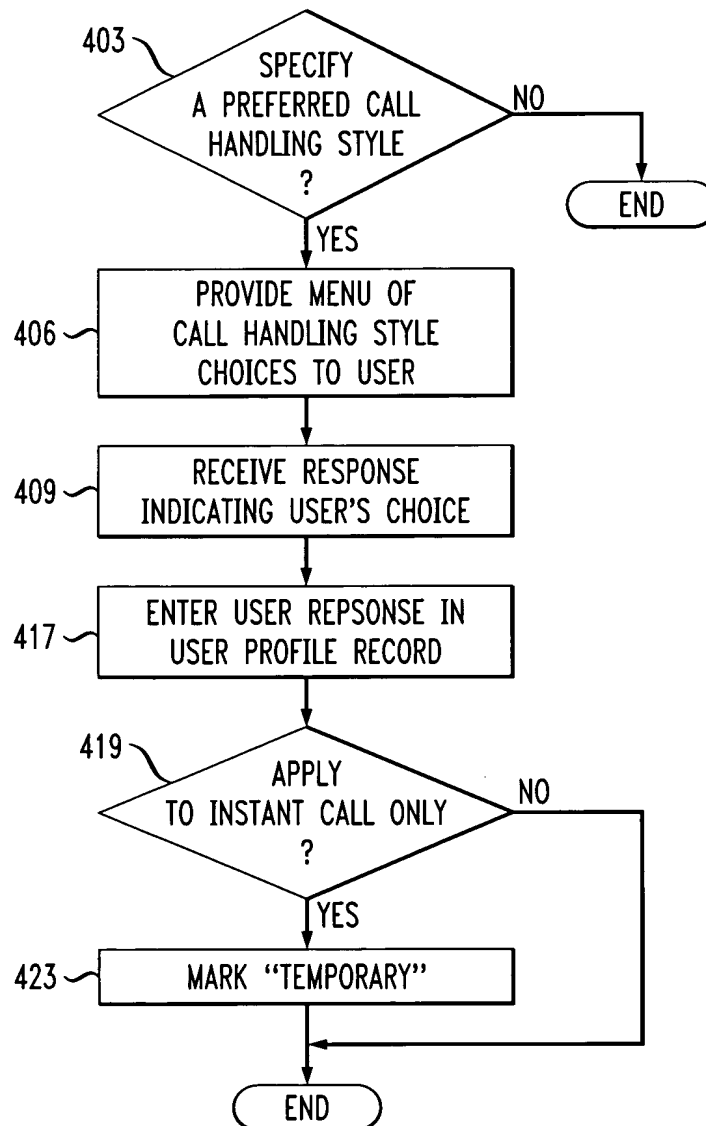 403
SPECIFY
A PREFERRED CALL
HANDLING STYLE
?
NO
END
YES
406
PROVIDE MENU OF
CALL HANDLING STYLE
CHOICES TO USER
409
RECEIVE RESPONSE
INDICATING USER'S CHOICE
417
ENTER USER REPSONSE IN
USER PROFILE RECORD
419
APPLY
TO INSTANT CALL ONLY
?
NO
YES
423
MARK “TEMPORARY”
END